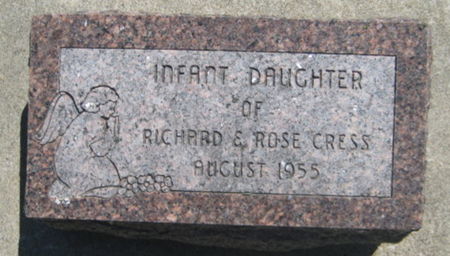 INFANT DAUGHTER
OF
RICHARD & ROSE CRESS
AUGUST 1955